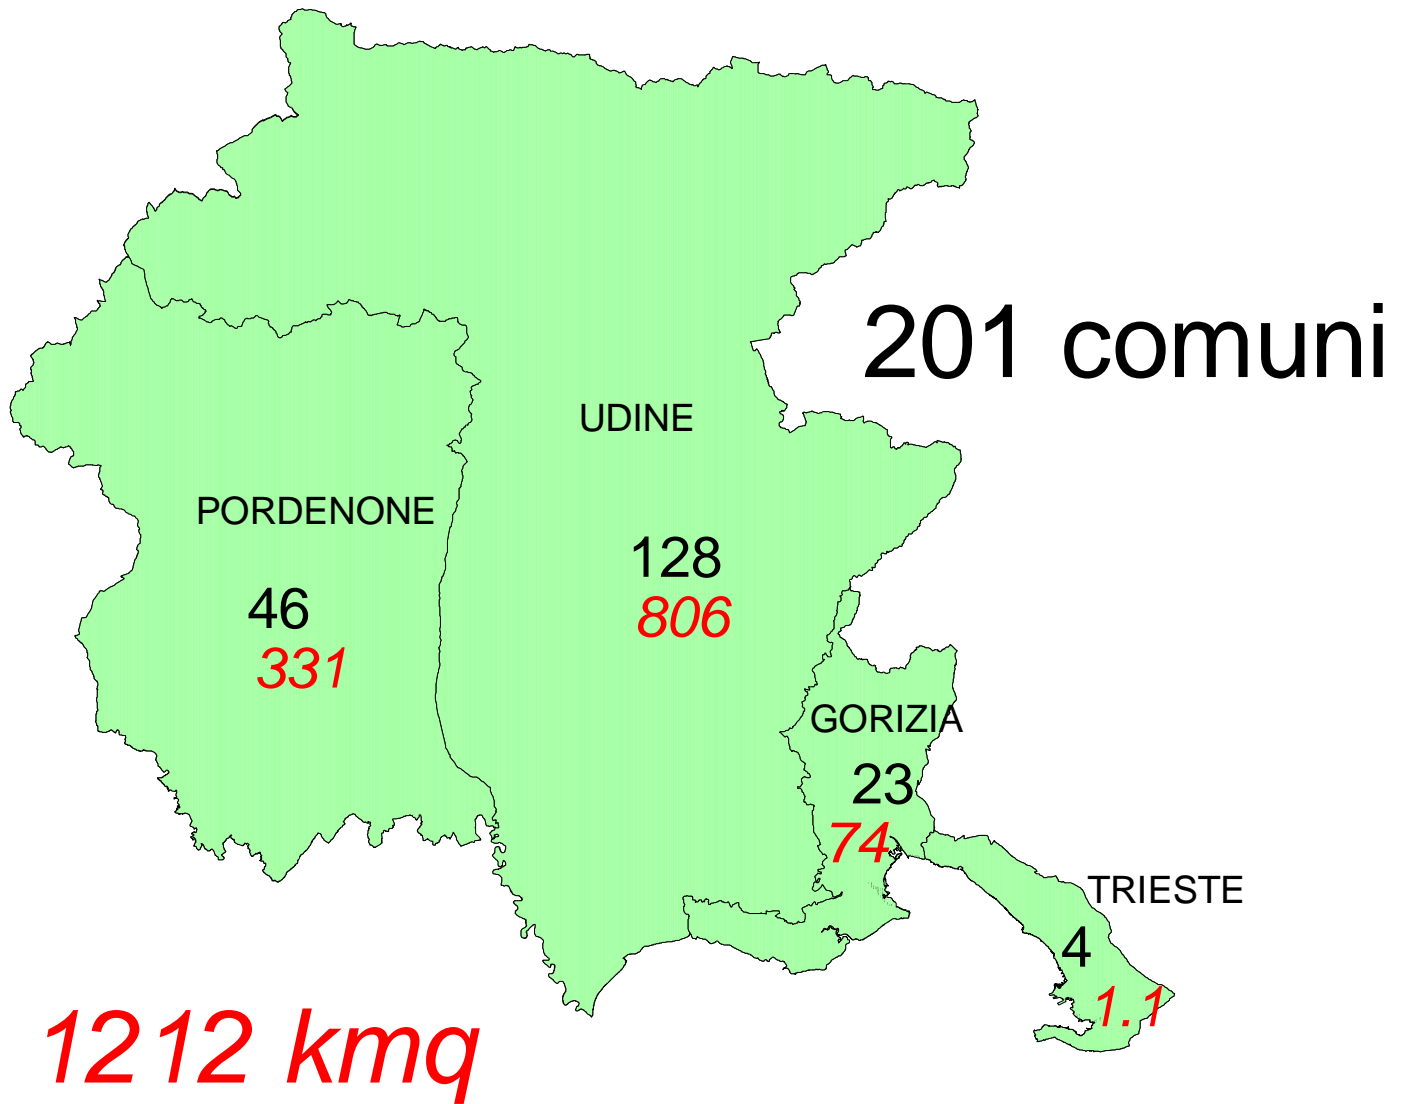 201 comuni
UDINE
PORDENONE
128
806
46
331
GORIZIA
23
74
TRIESTE
4
1.1
1212 kmq